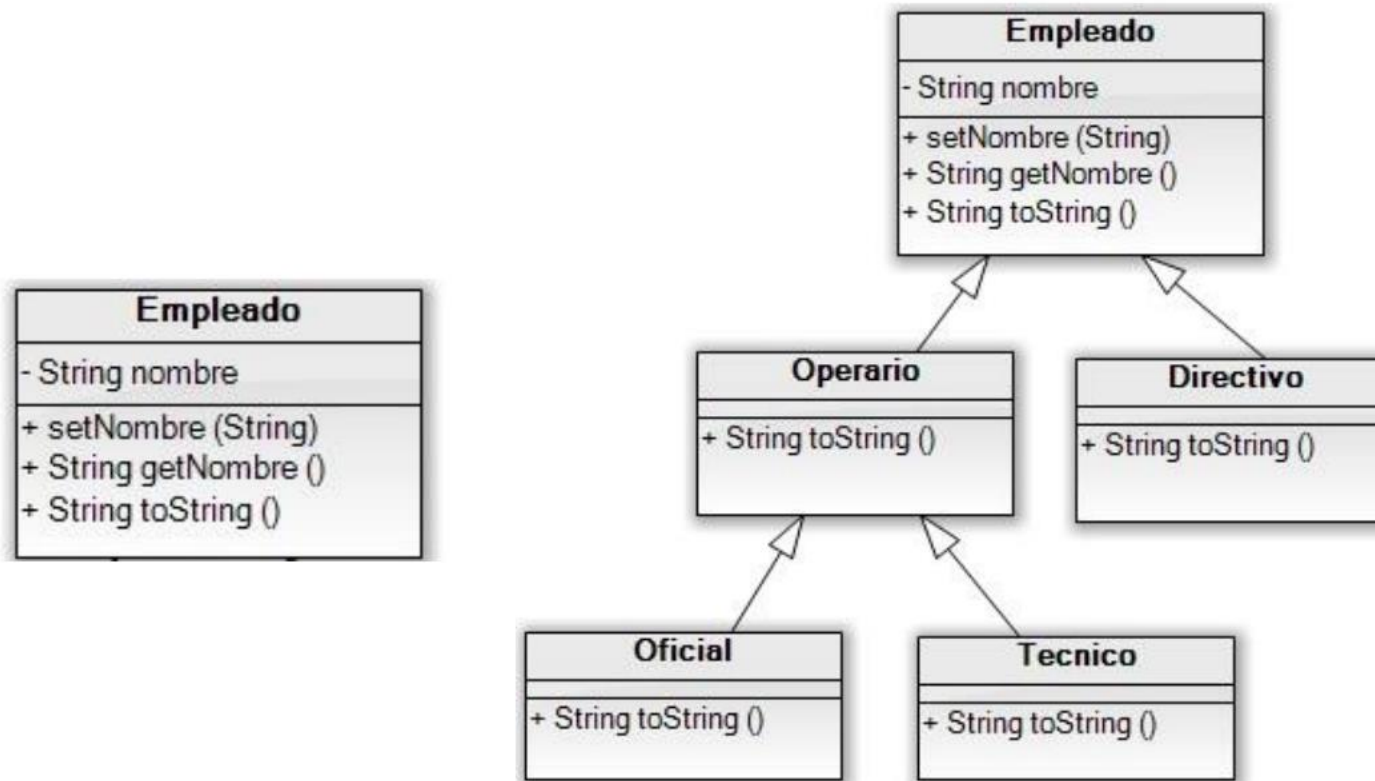 Empleado
- String nombre
+ setNombre (String)
+ String getNombre ()
+ String toString ()
Empleado
- String nombre
+ setNombre (String)
+ String getNombre ()
+ String toString ()
Operario
+ String toString ()
Directivo
+ String toString ()
Oficial
+ String toString ()
Tecnico
+ String toString ()